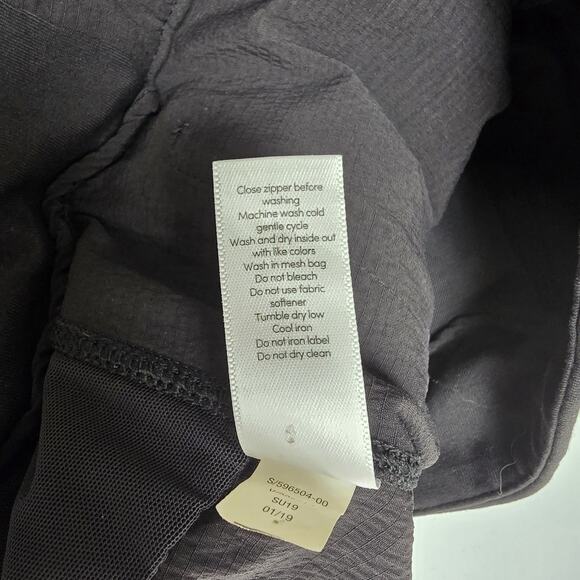 Close zipper before
washing
Machine wash cold
gentle cycle
Wash and dry inside out
with like colors
Wash in mesh bag
Do not bleach
Do not use fabric
softener
Tumble dry low
Cool iron
Do not iron label
Do not dry clean
S/596504-00
SU19
01/19